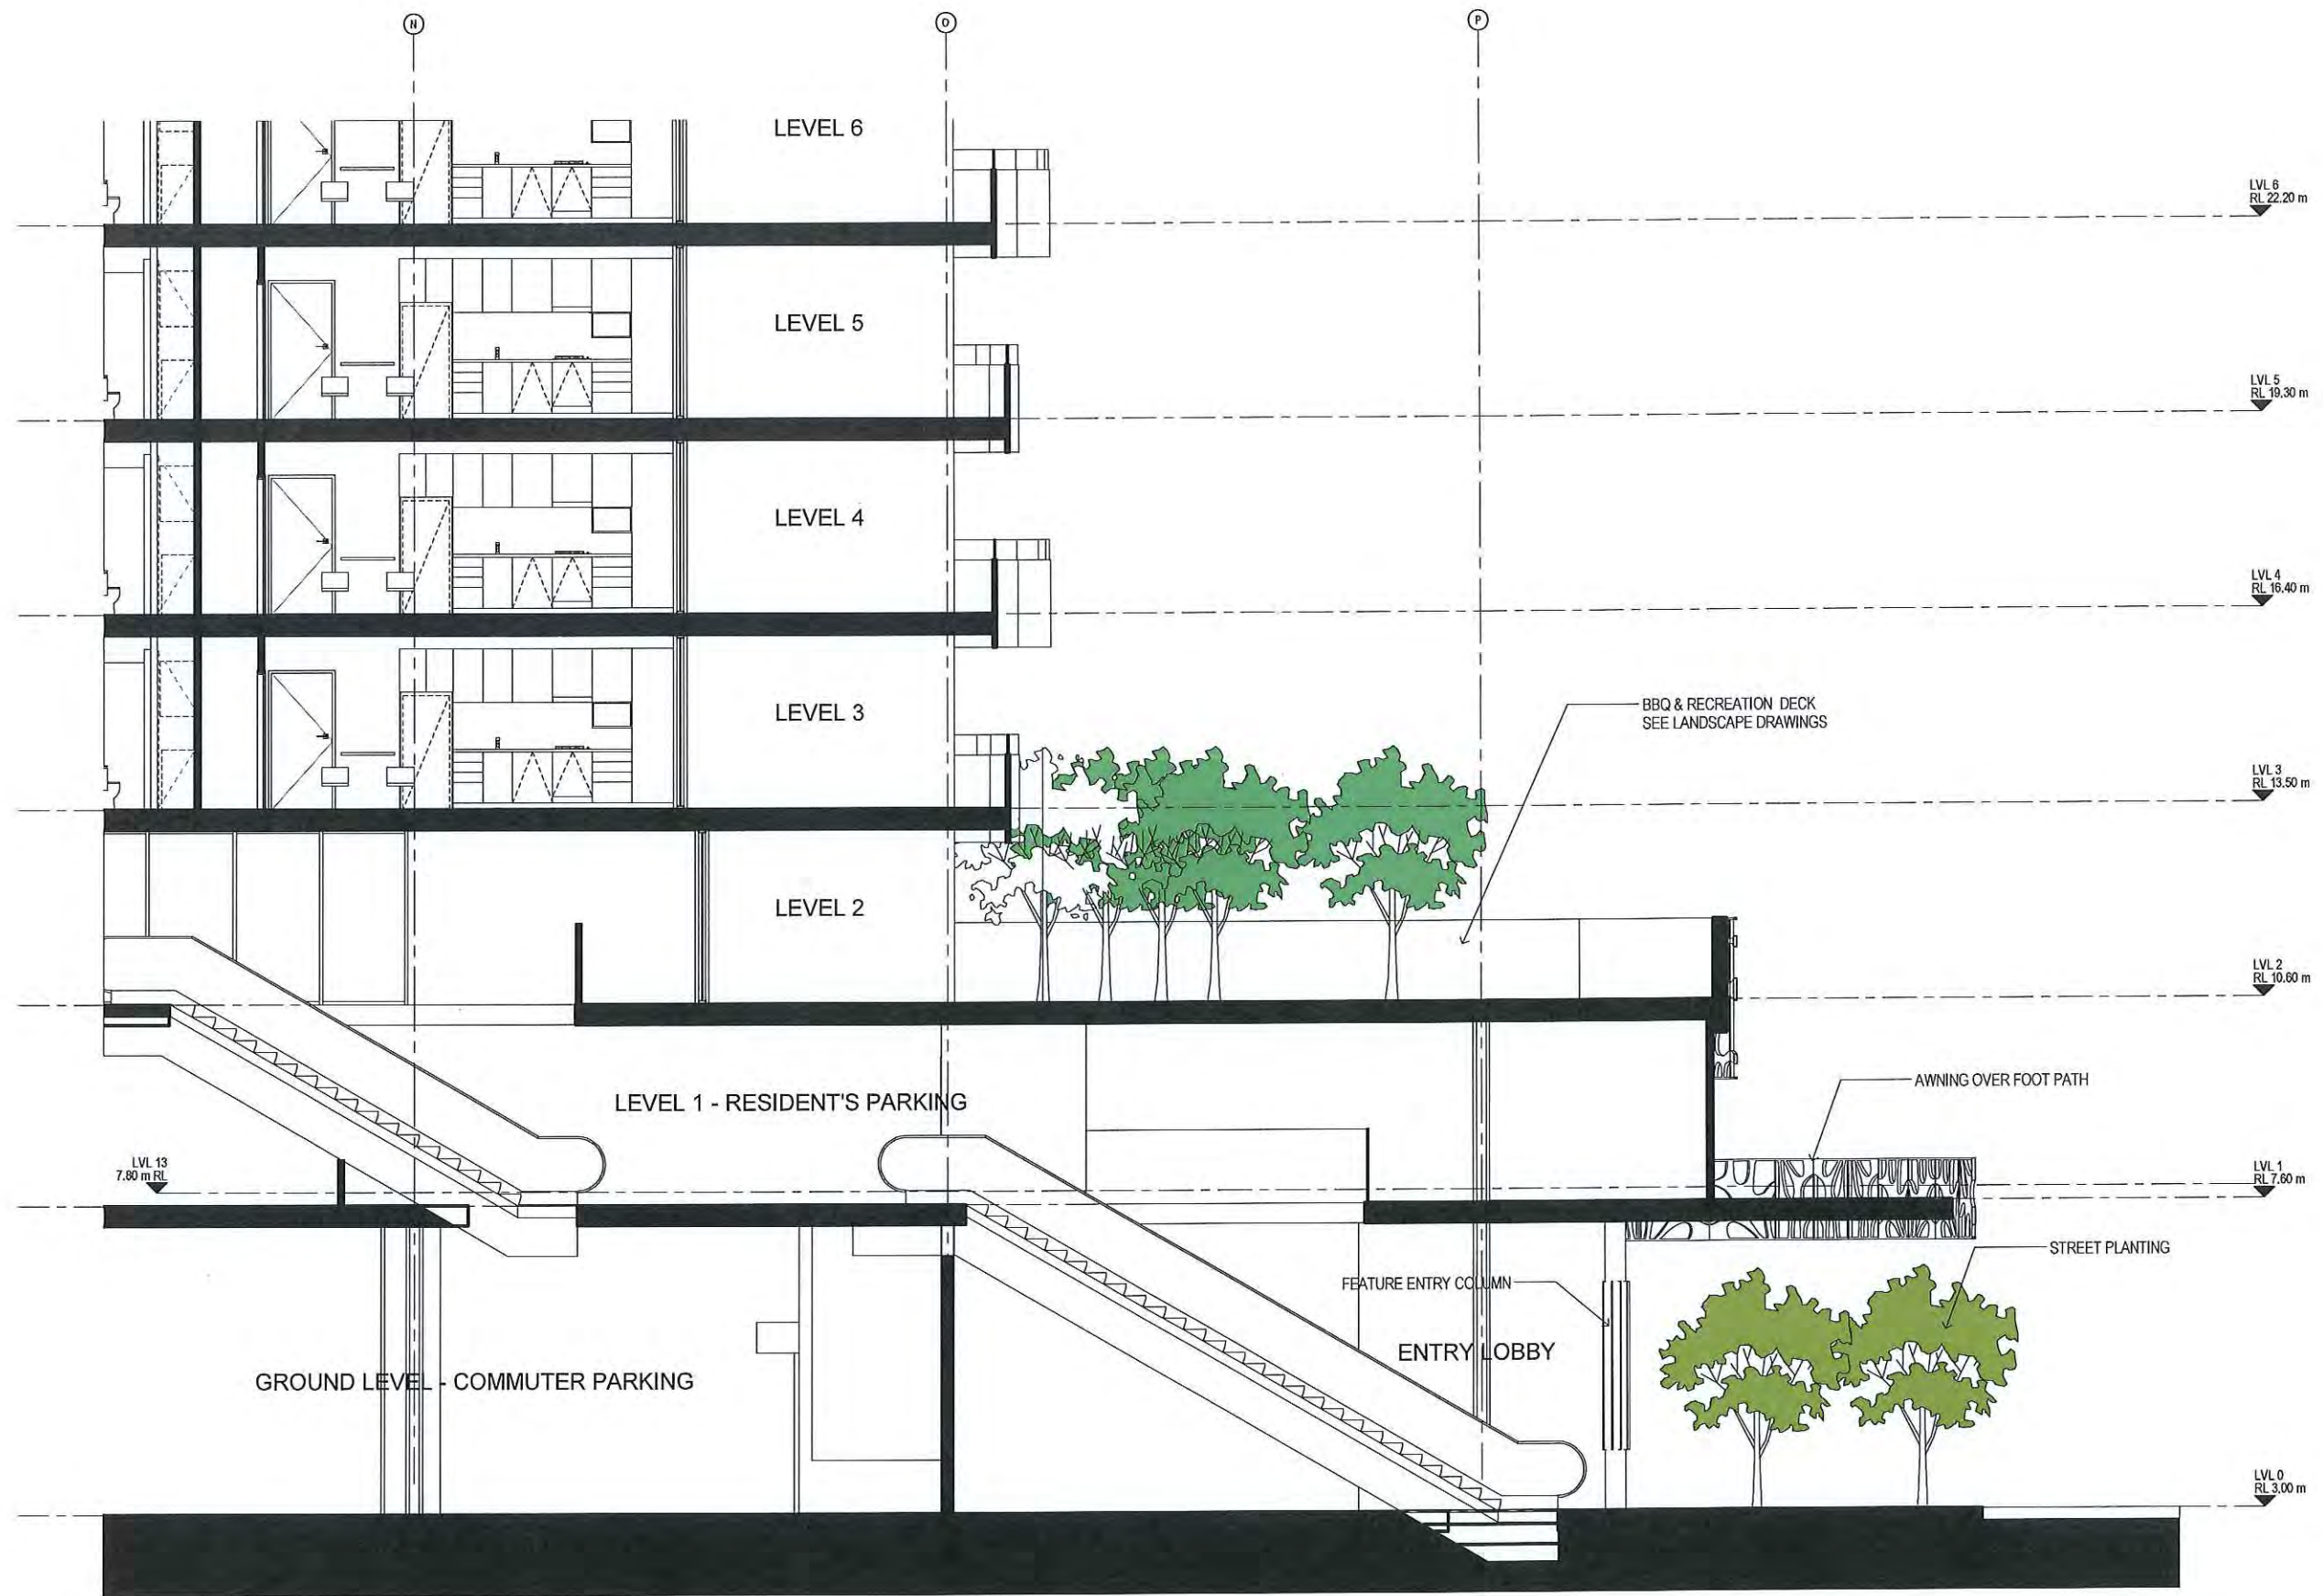 N
O
P
LEVEL 6
LVL 6
RL 22.20 m
LEVEL 5
LVL 5
RL 19.30 m
LEVEL 4
LVL 4
RL 16.40 m
LEVEL 3
BBQ & RECREATION DECK
SEE LANDSCAPE DRAWINGS
LVL 3
RL 13.50 m
LEVEL 2
LVL 2
RL 10.60 m
LEVEL 1 - RESIDENT'S PARKING
AWNING OVER FOOT PATH
LVL 13
7.80 m RL
LVL 1
RL 7.60 m
STREET PLANTING
FEATURE ENTRY COLUMN
ENTRY LOBBY
GROUND LEVEL - COMMUTER PARKING
LVL 0
RL 3.00 m